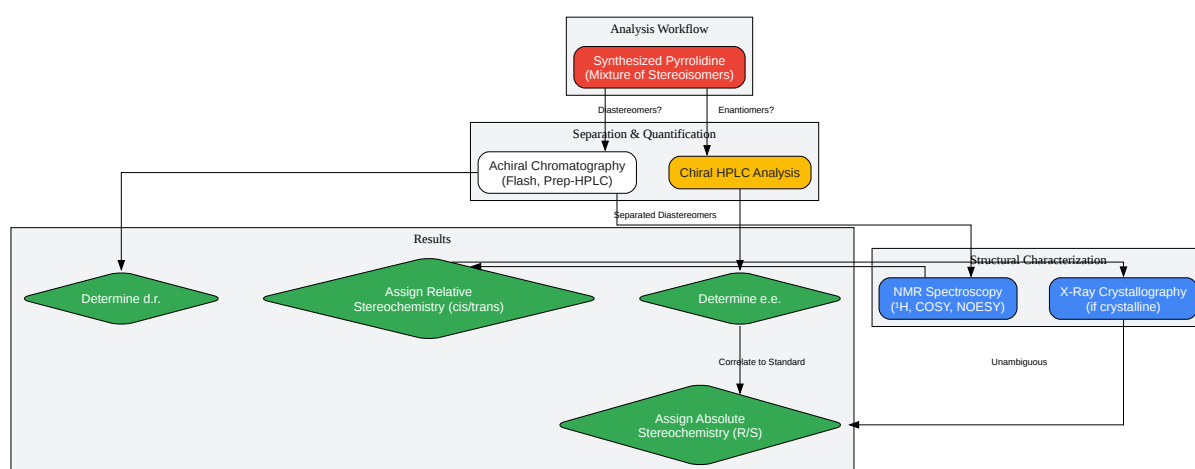 Analysis Workflow
Synthesized Pyrrolidine
(Mixture of Stereoisomers)
Diastereomers?
Enantiomers?
Separation & Quantification
Achiral Chromatography
(Flash, Prep-HPLC)
Chiral HPLC Analysis
Separated Diastereomers
Results
Structural Characterization
Determine d.r.
Assign Relative
Stereochemistry (cis/trans)
Determine e.e.
NMR Spectroscopy
(¹H, COSY, NOESY)
X-Ray Crystallography
(if crystalline)
Correlate to Standard
Unambiguous
Assign Absolute
Stereochemistry (R/S)